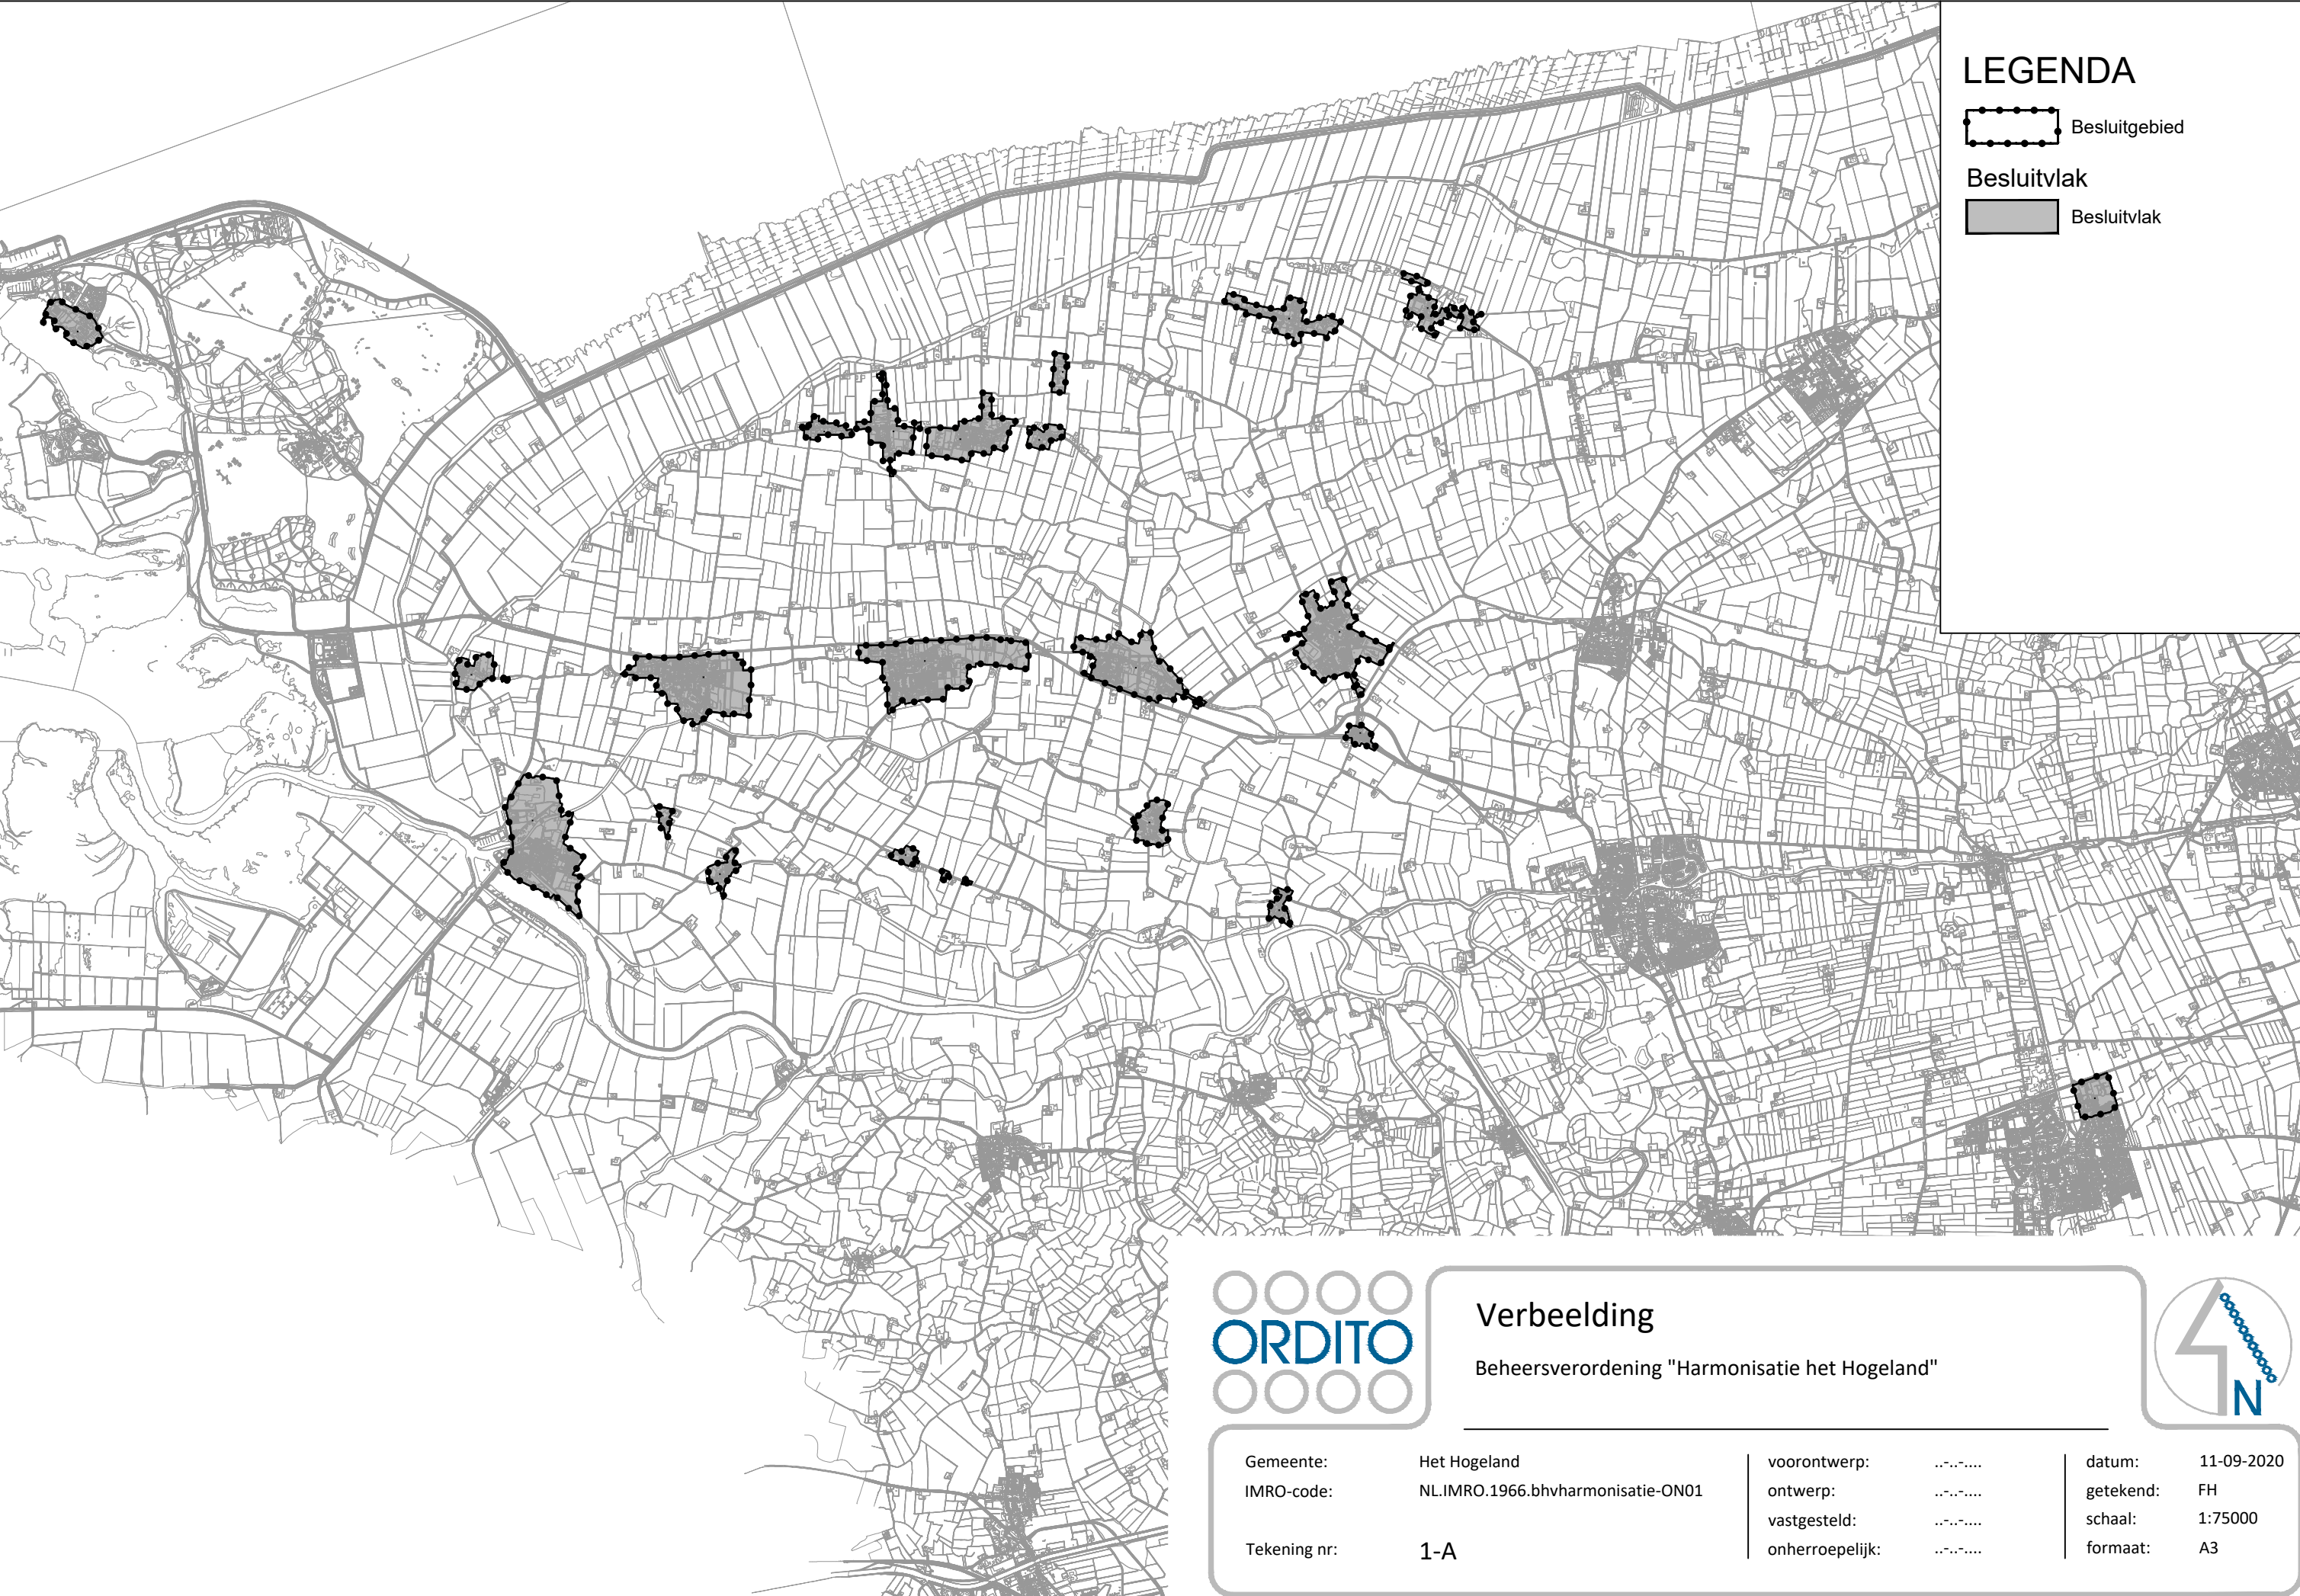 LEGENDA
Besluitgebied
Besluitvlak
Besluitvlak
ORDITO
Verbeelding
Beheersverordening "Harmonisatie het Hogeland"
N
Gemeente: Het Hogeland
IMRO-code: NL.IMRO.1966.bhvharmonisatie-ON01
Tekening nr: 1-A
voorontwerp: ..-..-....
ontwerp: ..-..-....
vastgesteld: ..-..-....
onherroepelijk: ..-..-....
datum: 11-09-2020
getekend: FH
schaal: 1:75000
formaat: A3